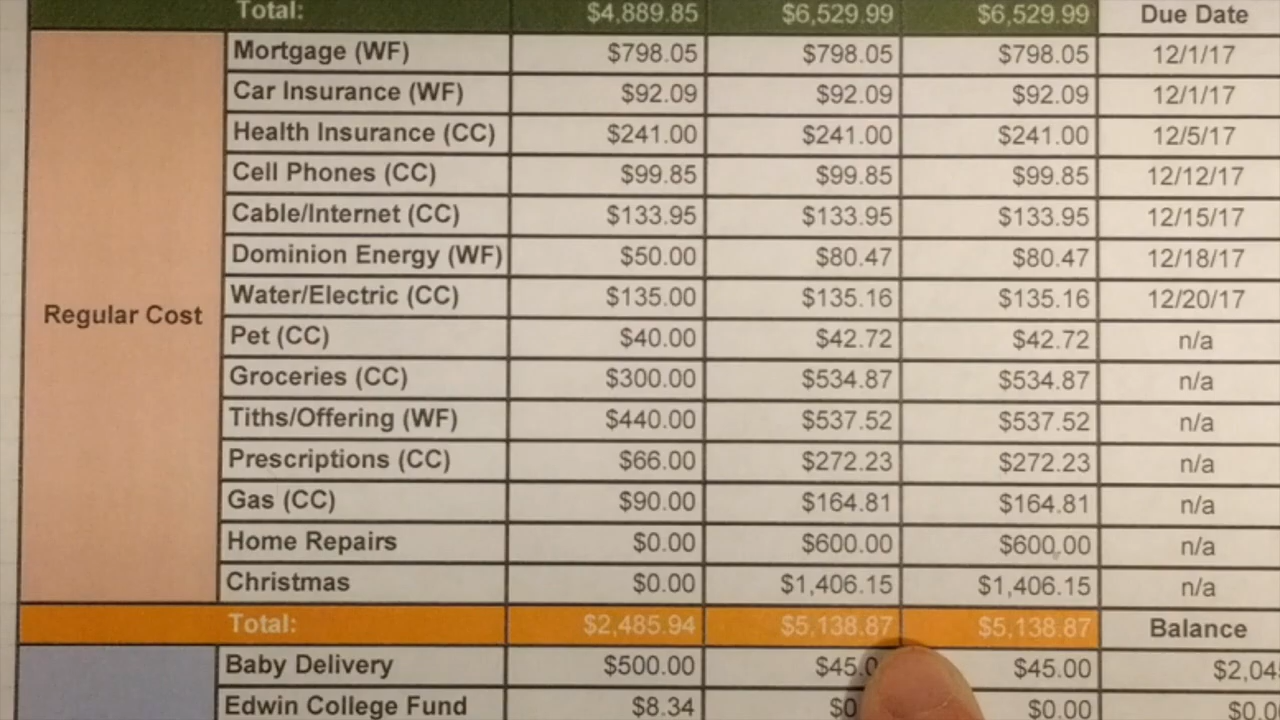 Total: $4,889.85 $6,529.99 $6,529.99 Due Date
Mortgage (WF) $798.05 $798.05 $798.05 12/1/17
Car Insurance (WF) $92.09 $92.09 $92.09 12/1/17
Health Insurance (CC) $241.00 $241.00 $241.00 12/5/17
Cell Phones (CC) $99.85 $99.85 $99.85 12/12/17
Cable/Internet (CC) $133.95 $133.95 $133.95 12/15/17
Dominion Energy (WF) $50.00 $80.47 $80.47 12/18/17
Water/Electric (CC) $135.00 $135.16 $135.16 12/20/17
Regular Cost
Pet (CC) $40.00 $42.72 $42.72 n/a
Groceries (CC) $300.00 $534.87 $534.87 n/a
Tiths/Offering (WF) $440.00 $537.52 $537.52 n/a
Prescriptions (CC) $66.00 $272.23 $272.23 n/a
Gas (CC) $90.00 $164.81 $164.81 n/a
Home Repairs $0.00 $600.00 $600.00 n/a
Christmas $0.00 $1,406.15 $1,406.15 n/a
Total: $2,485.94 $5,138.87 $5,138.87 Balance
Baby Delivery $500.00 $45.0 $45.00 $2,04
Edwin College Fund $8.34 $0 $0.00 $0.0